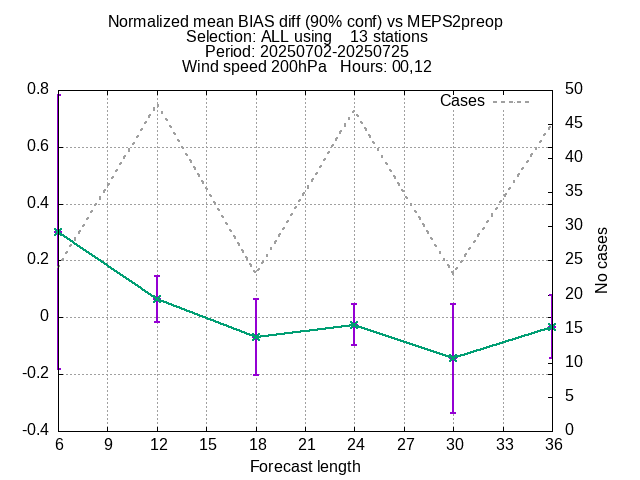 Normalized mean BIAS diff (90% conf) vs MEPS2preop
Selection: ALL using    13 stations
Period: 20250702-20250725
Wind speed 200hPa   Hours: 00,12
Cases
0.8
0.6
0.4
0.2
0
-0.2
-0.4
50
45
40
35
30
25
20
15
10
5
0
No cases
6 9 12 15 18 21 24 27 30 33 36
Forecast length